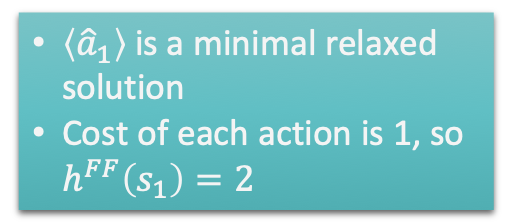 • ⟨â₁⟩ is a minimal relaxed
solution
• Cost of each action is 1, so
h^{FF}(s₁) = 2